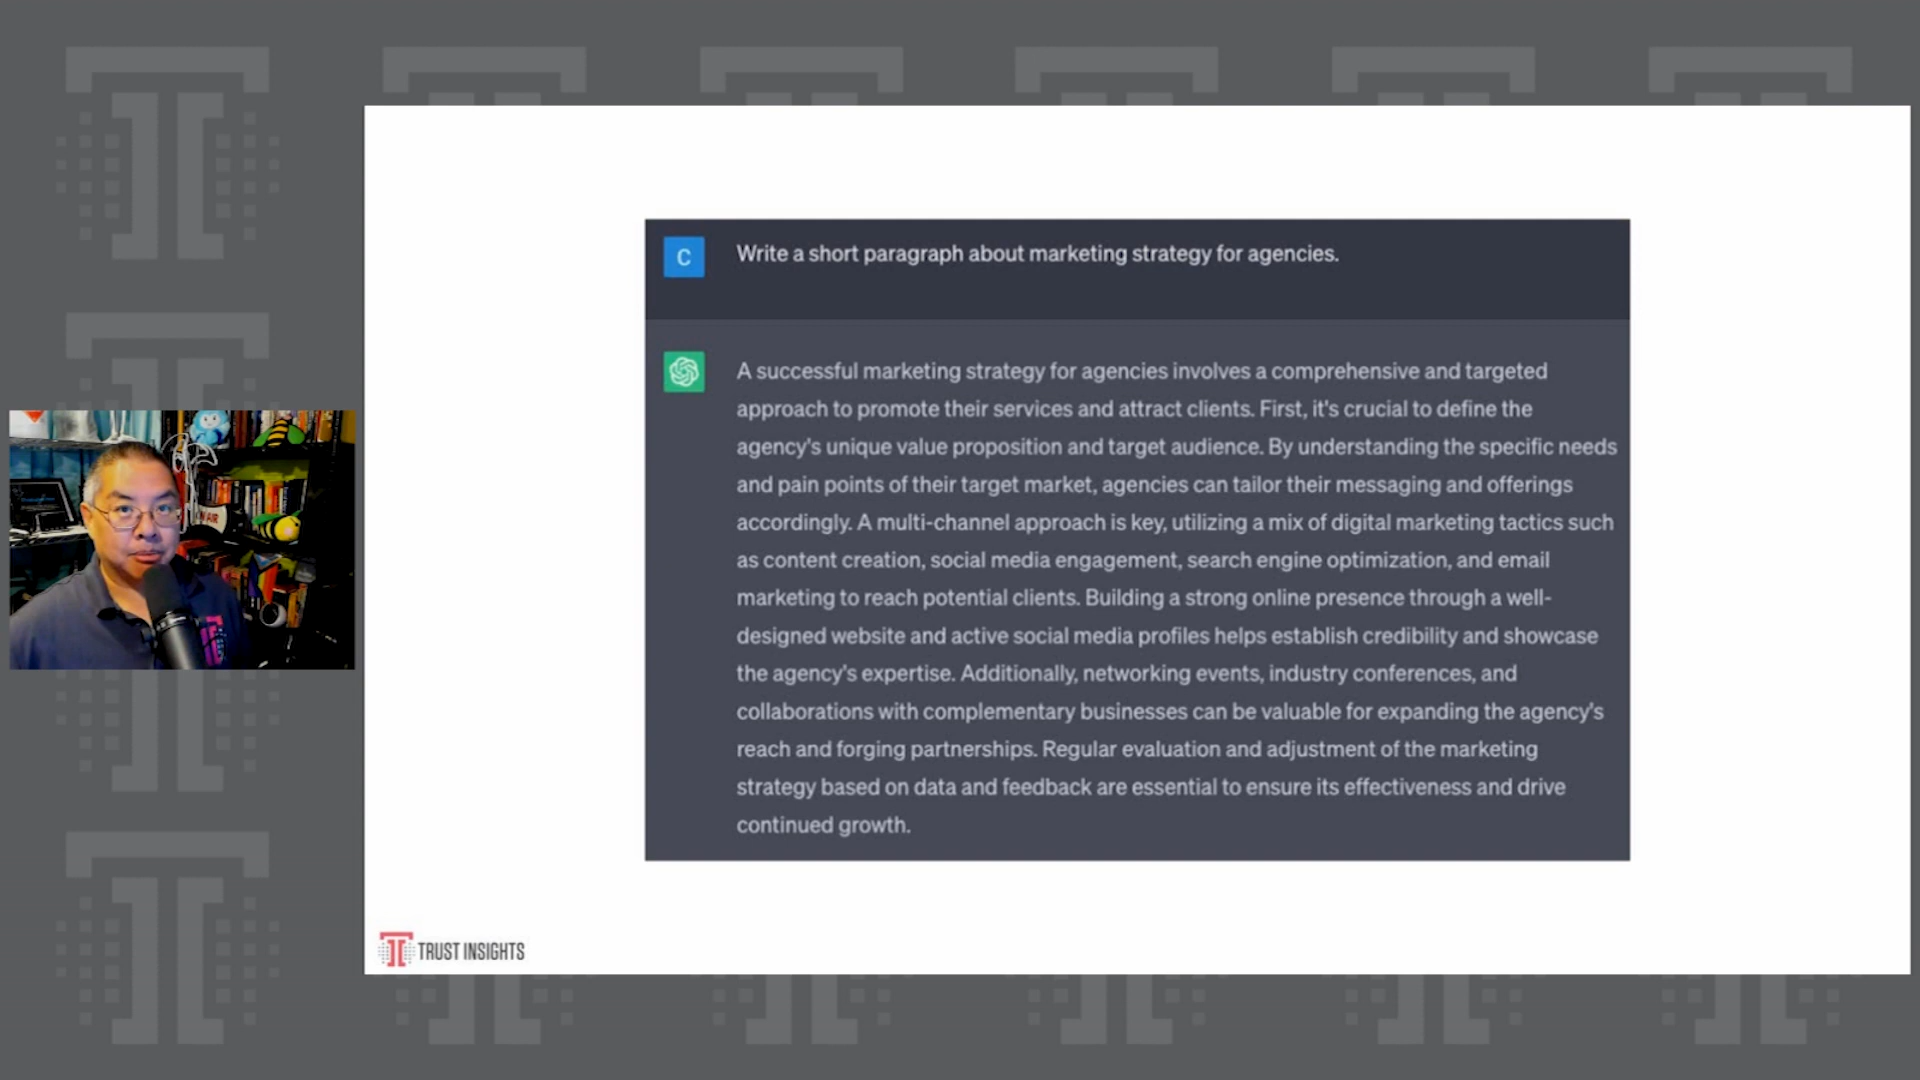 C
Write a short paragraph about marketing strategy for agencies.
A successful marketing strategy for agencies involves a comprehensive and targeted
approach to promote their services and attract clients. First, it's crucial to define the
agency's unique value proposition and target audience. By understanding the specific needs
and pain points of their target market, agencies can tailor their messaging and offerings
accordingly. A multi-channel approach is key, utilizing a mix of digital marketing tactics such
as content creation, social media engagement, search engine optimization, and email
marketing to reach potential clients. Building a strong online presence through a well-
designed website and active social media profiles helps establish credibility and showcase
the agency's expertise. Additionally, networking events, industry conferences, and
collaborations with complementary businesses can be valuable for expanding the agency's
reach and forging partnerships. Regular evaluation and adjustment of the marketing
strategy based on data and feedback are essential to ensure its effectiveness and drive
continued growth.
TRUST INSIGHTS